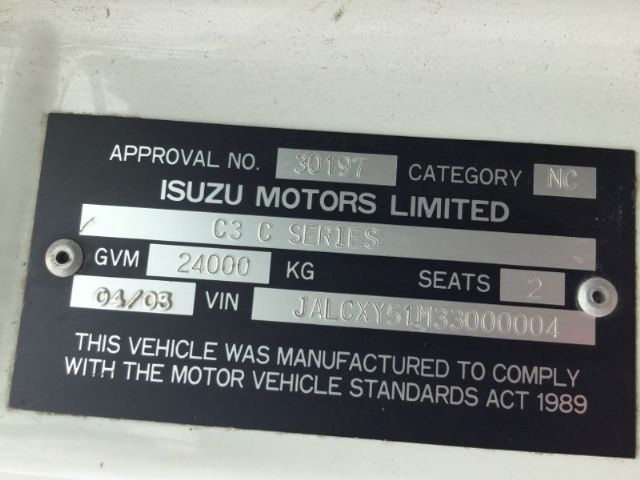 APPROVAL NO. 30197 CATEGORY NC
ISUZU MOTORS LIMITED
C3 C SERIES
GVM 24000 KG SEATS 2
04/03 VIN JALCXY51M33000004
THIS VEHICLE WAS MANUFACTURED TO COMPLY
WITH THE MOTOR VEHICLE STANDARDS ACT 1989